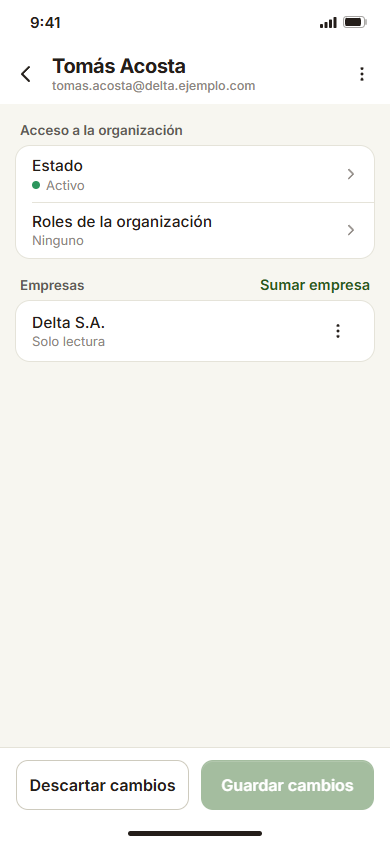 9:41
Tomás Acosta
tomas.acosta@delta.ejemplo.com
Acceso a la organización
Estado
Activo
Roles de la organización
Ninguno
Empresas
Sumar empresa
Delta S.A.
Solo lectura
Descartar cambios
Guardar cambios